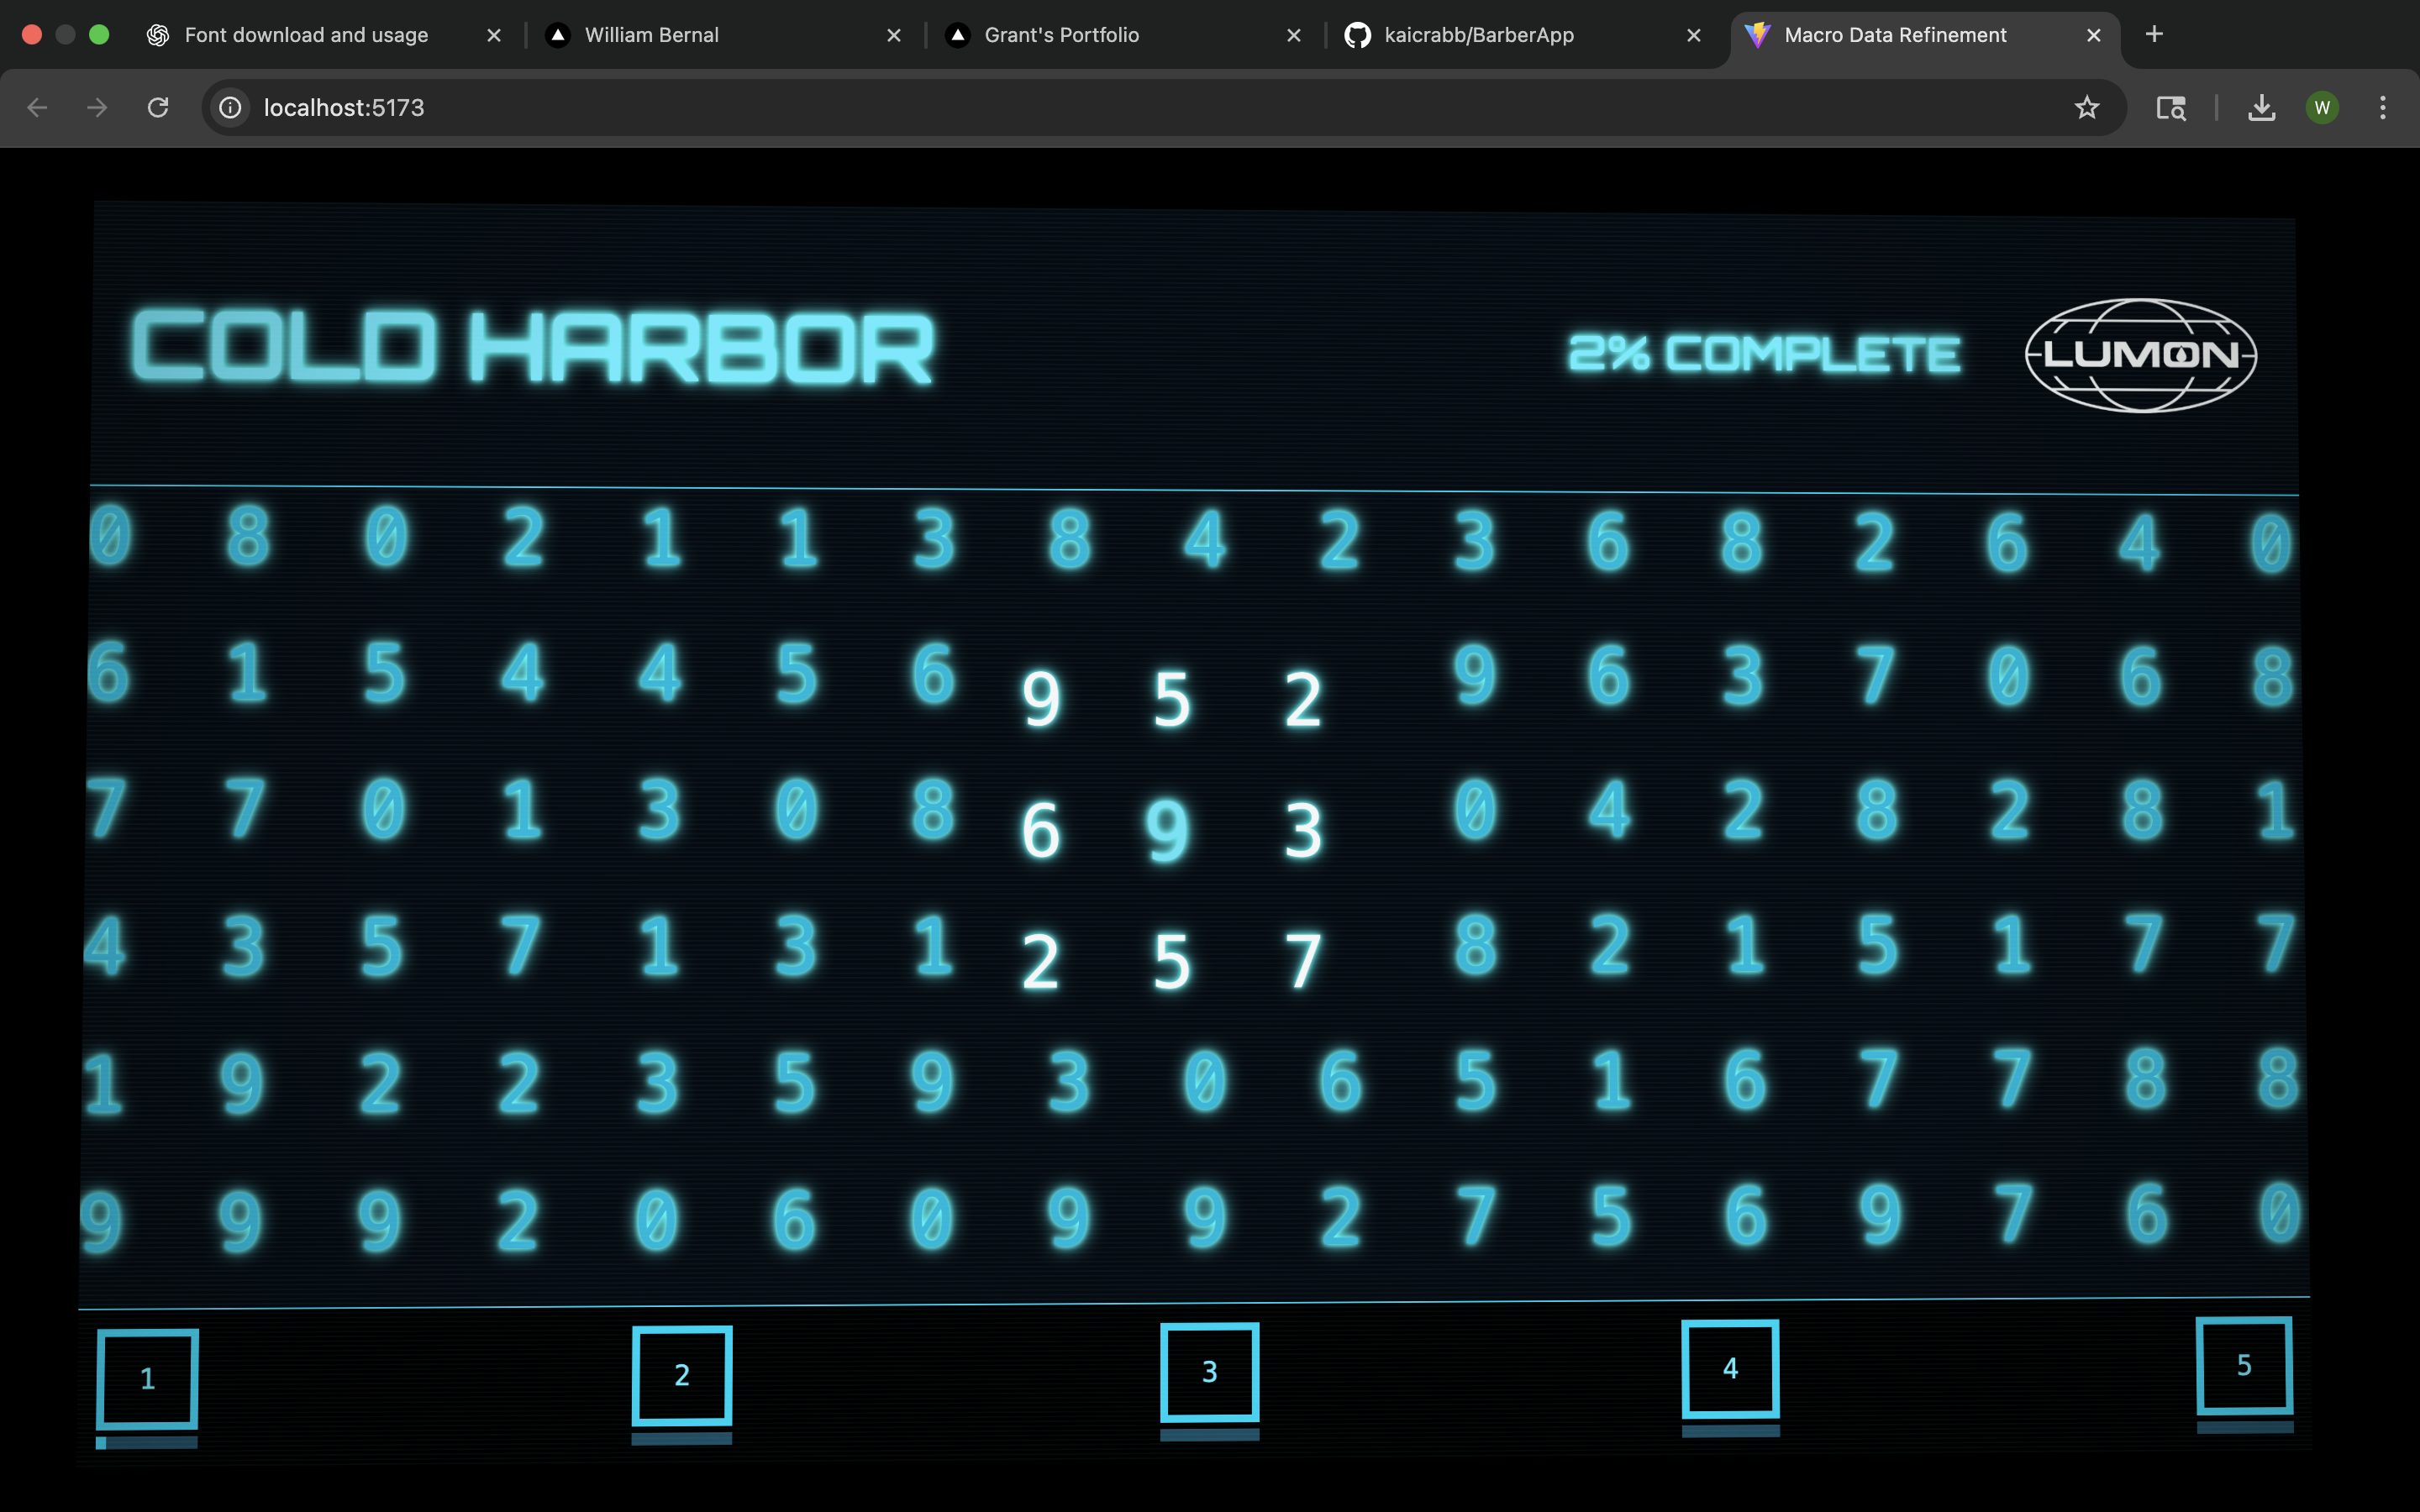 Font download and usage
William Bernal
Grant's Portfolio
kaicrabb/BarberApp
Macro Data Refinement
localhost:5173
W
COLD HARBOR
2% COMPLETE
LUMON
0 8 0 2 1 1 3 8 4 2 3 6 8 2 6 4 0
6 1 5 4 4 5 6 9 5 2 9 6 3 7 0 6 8
7 7 0 1 3 0 8 6 9 3 0 4 2 8 2 8 1
4 3 5 7 1 3 1 2 5 7 8 2 1 5 1 7 7
1 9 2 2 3 5 9 3 0 6 5 1 6 7 7 8 8
9 9 9 2 0 6 0 9 9 2 7 5 6 9 7 6 0
1 2 3 4 5